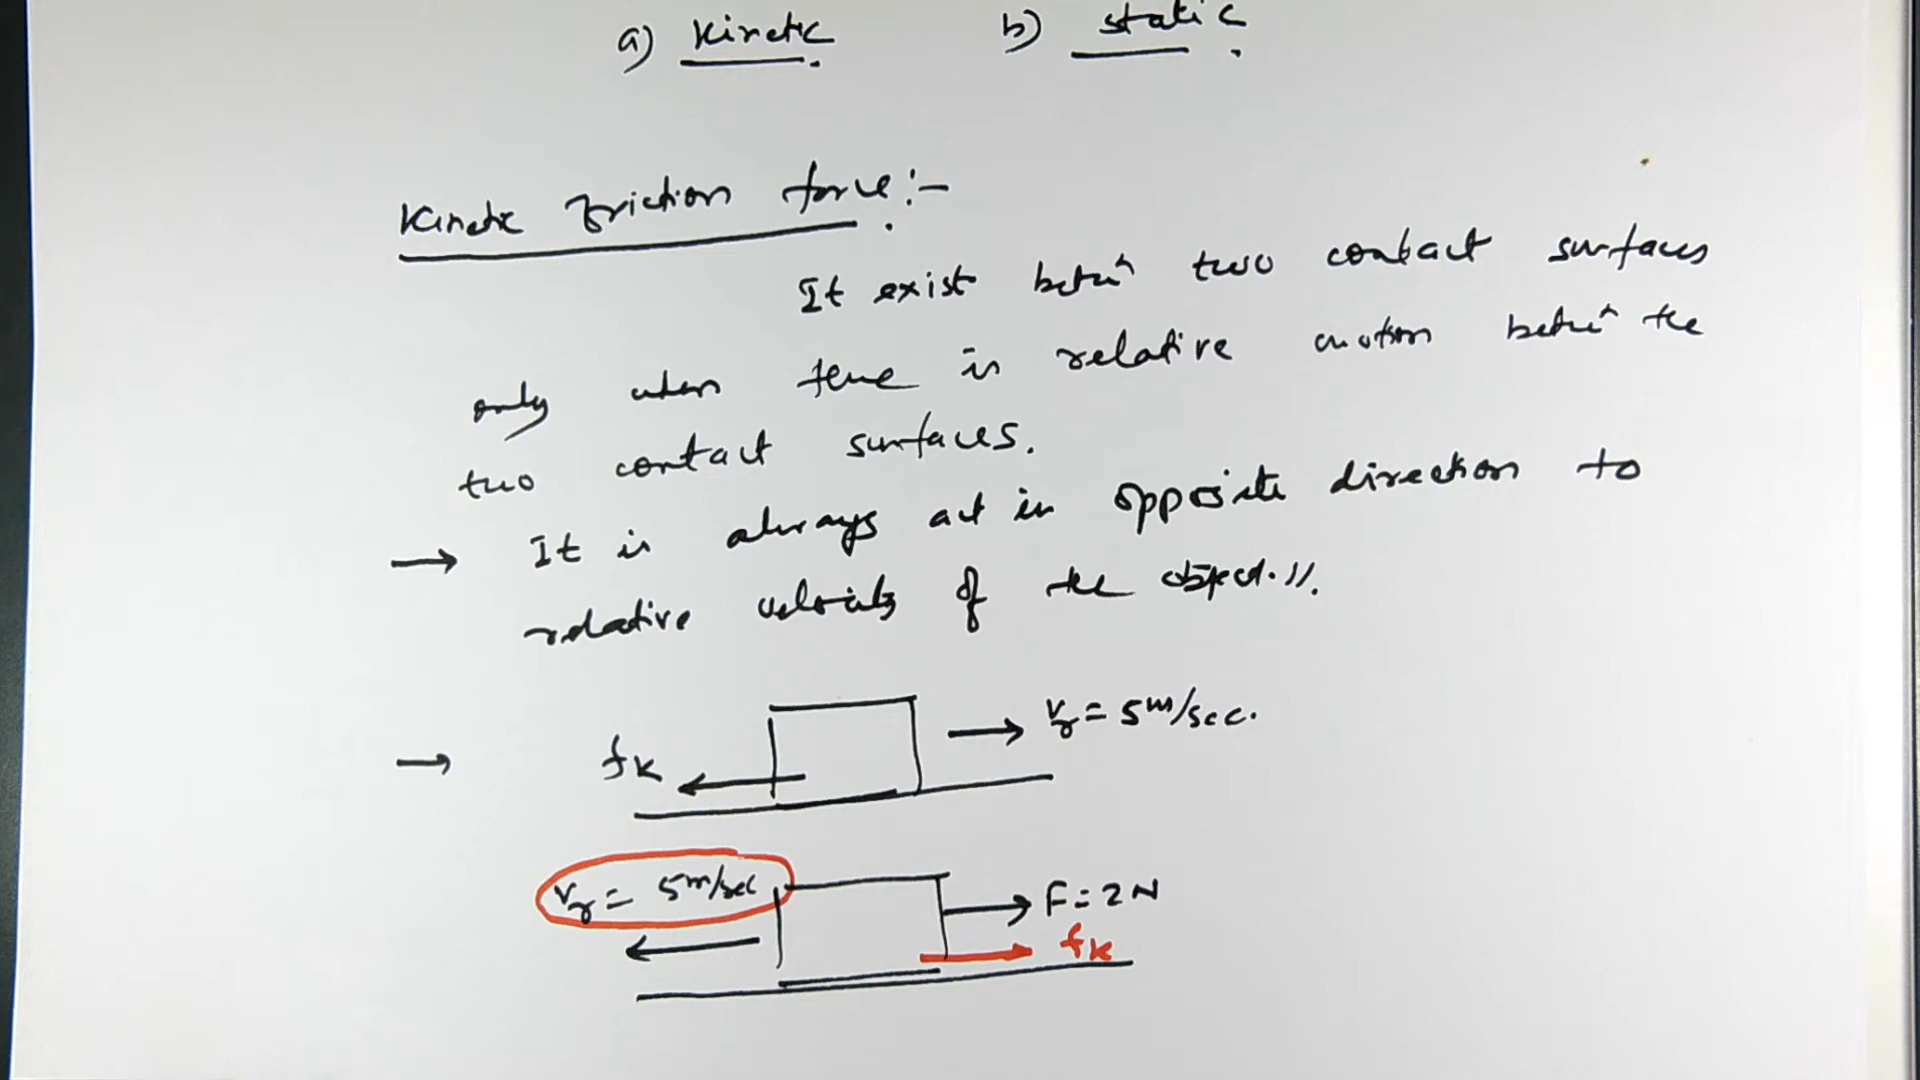 a) Kinetic b) static
Kinetic Friction force:-
It exist betn two contact surfaces
only when there is relative motion betn the
two contact surfaces.
→ It is always act in opposite direction to
relative velocity of the object.//.
→ fK → Vr = 5m/sec.
Vr = 5m/sec → F = 2N
fK